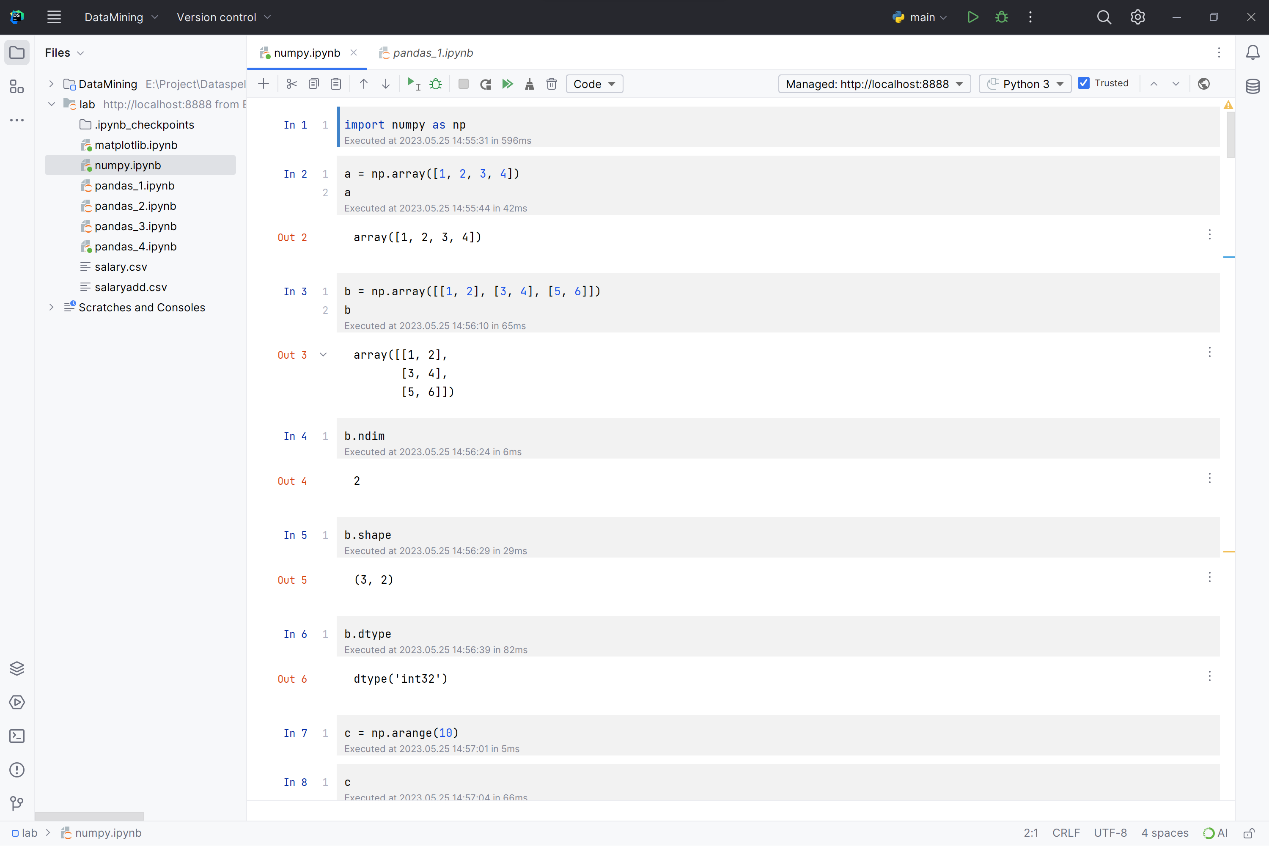 DataMining
Version control
main
Files
numpy.ipynb
pandas_1.ipynb
DataMining E:\Project\Dataspel
lab http://localhost:8888 from
.ipynb_checkpoints
matplotlib.ipynb
numpy.ipynb
pandas_1.ipynb
pandas_2.ipynb
pandas_3.ipynb
pandas_4.ipynb
salary.csv
salaryadd.csv
Scratches and Consoles
Code
Managed: http://localhost:8888
Python 3
Trusted
In 1 1 import numpy as np
Executed at 2023.05.25 14:55:31 in 596ms
In 2 1 a = np.array([1, 2, 3, 4])
2 a
Executed at 2023.05.25 14:55:44 in 42ms
Out 2 array([1, 2, 3, 4])
In 3 1 b = np.array([[1, 2], [3, 4], [5, 6]])
2 b
Executed at 2023.05.25 14:56:10 in 65ms
Out 3 array([[1, 2],
[3, 4],
[5, 6]])
In 4 1 b.ndim
Executed at 2023.05.25 14:56:24 in 6ms
Out 4 2
In 5 1 b.shape
Executed at 2023.05.25 14:56:29 in 29ms
Out 5 (3, 2)
In 6 1 b.dtype
Executed at 2023.05.25 14:56:39 in 82ms
Out 6 dtype('int32')
In 7 1 c = np.arange(10)
Executed at 2023.05.25 14:57:01 in 5ms
In 8 1 c
Executed at 2023.05.25 14:57:04 in 66ms
lab
numpy.ipynb
2:1 CRLF UTF-8 4 spaces AI